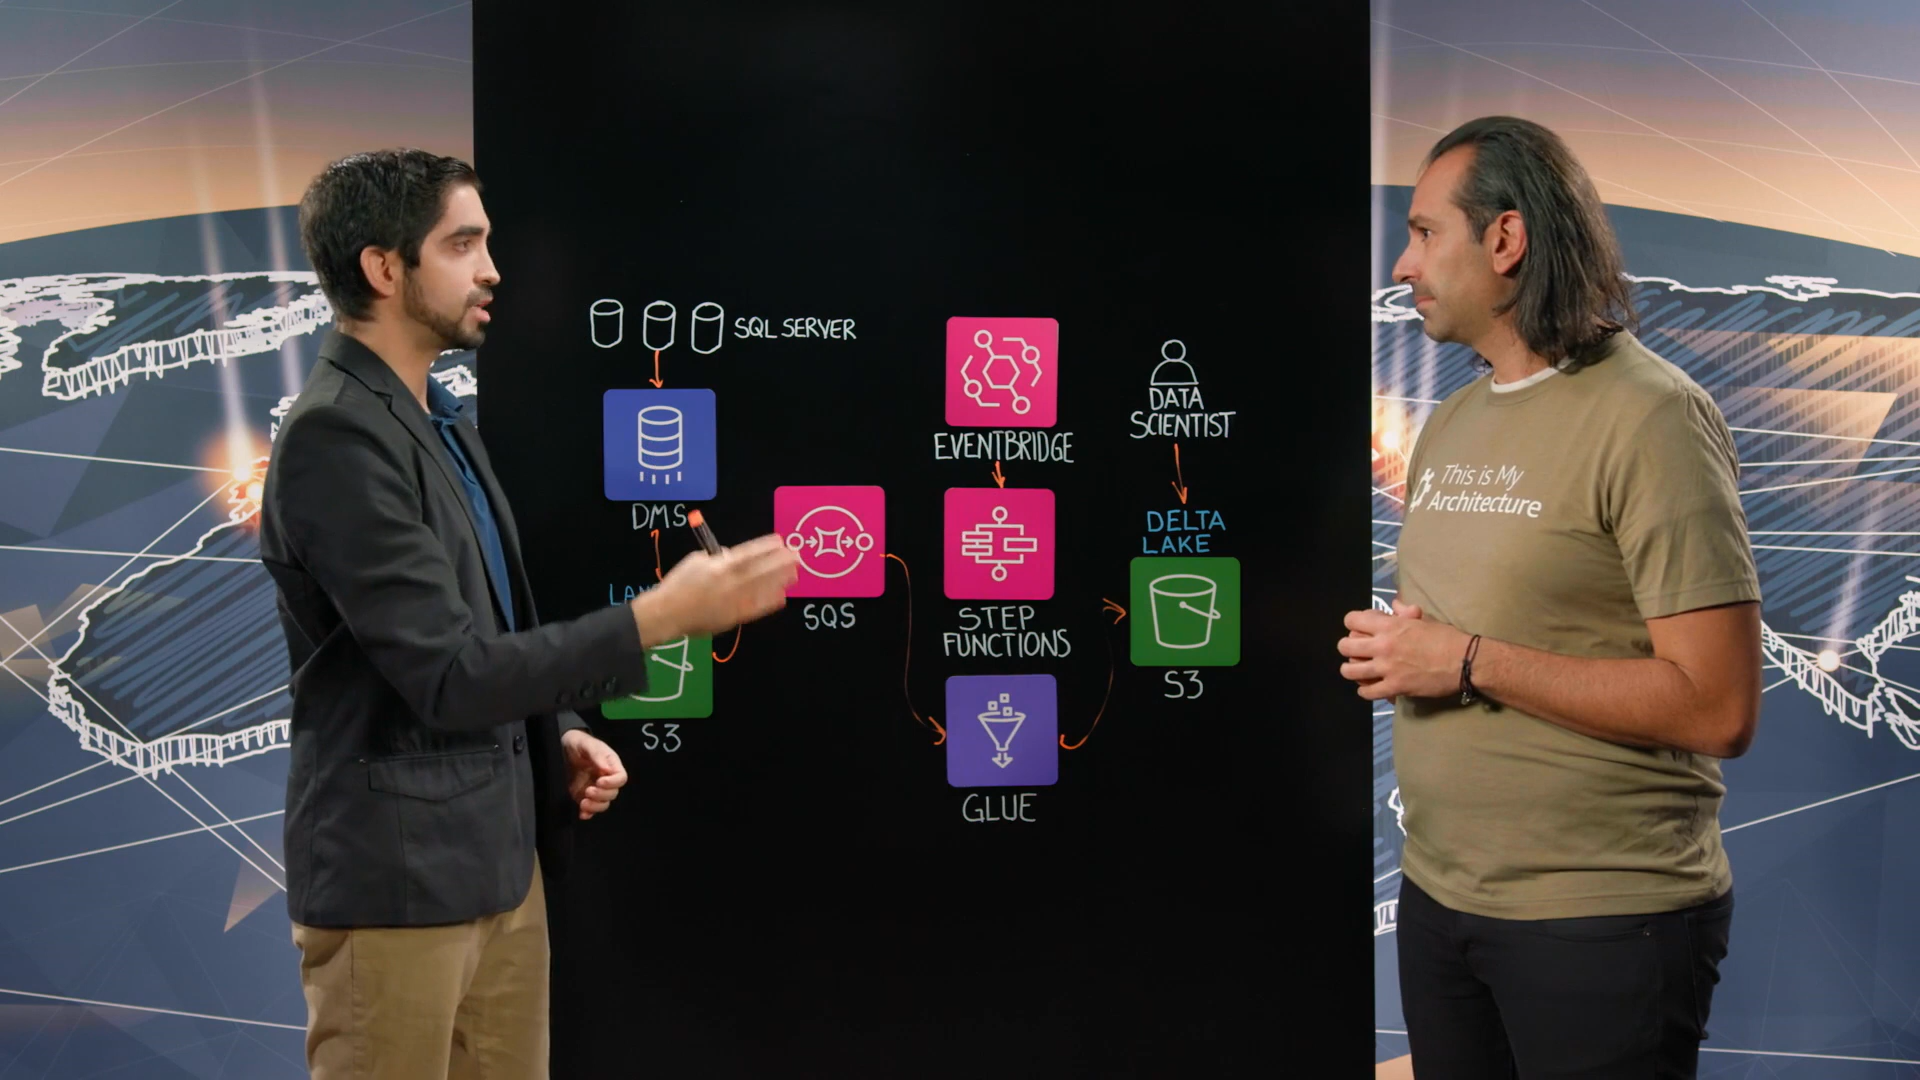 SQL SERVER
DMS
SQS
S3
EVENTBRIDGE
STEP
FUNCTIONS
GLUE
DATA
SCIENTIST
DELTA
LAKE
S3
This is My
Architecture